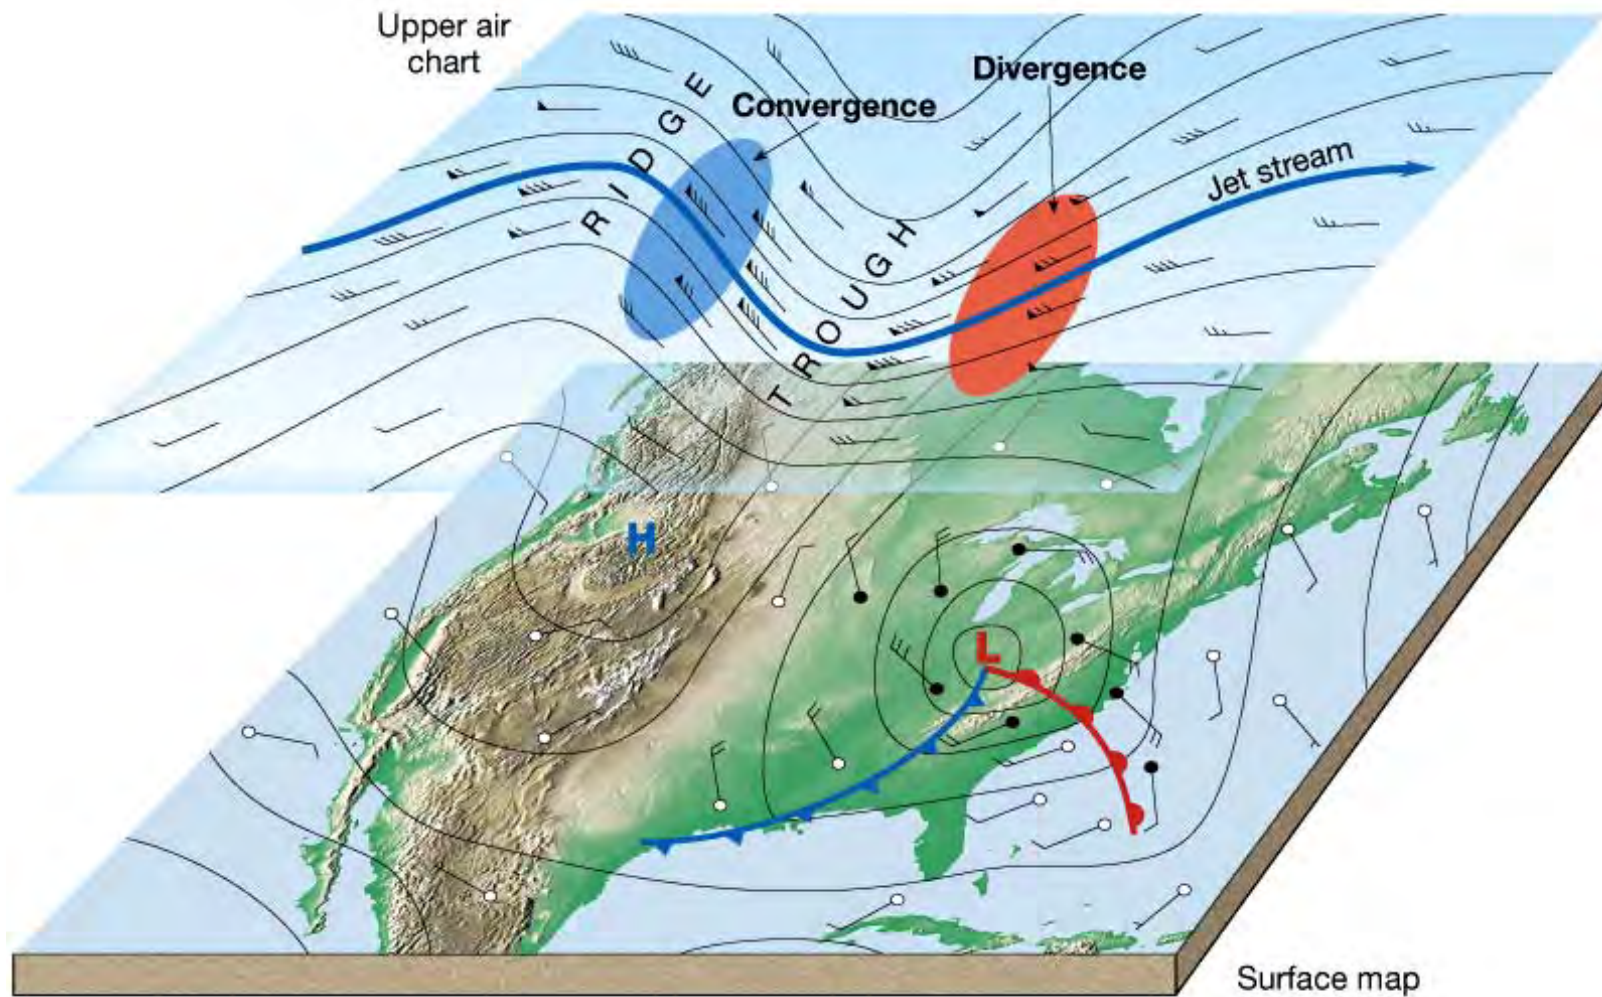 Upper air
chart
Divergence
Convergence
RIDGE
Jet stream
TROUGH
H
L
Surface map